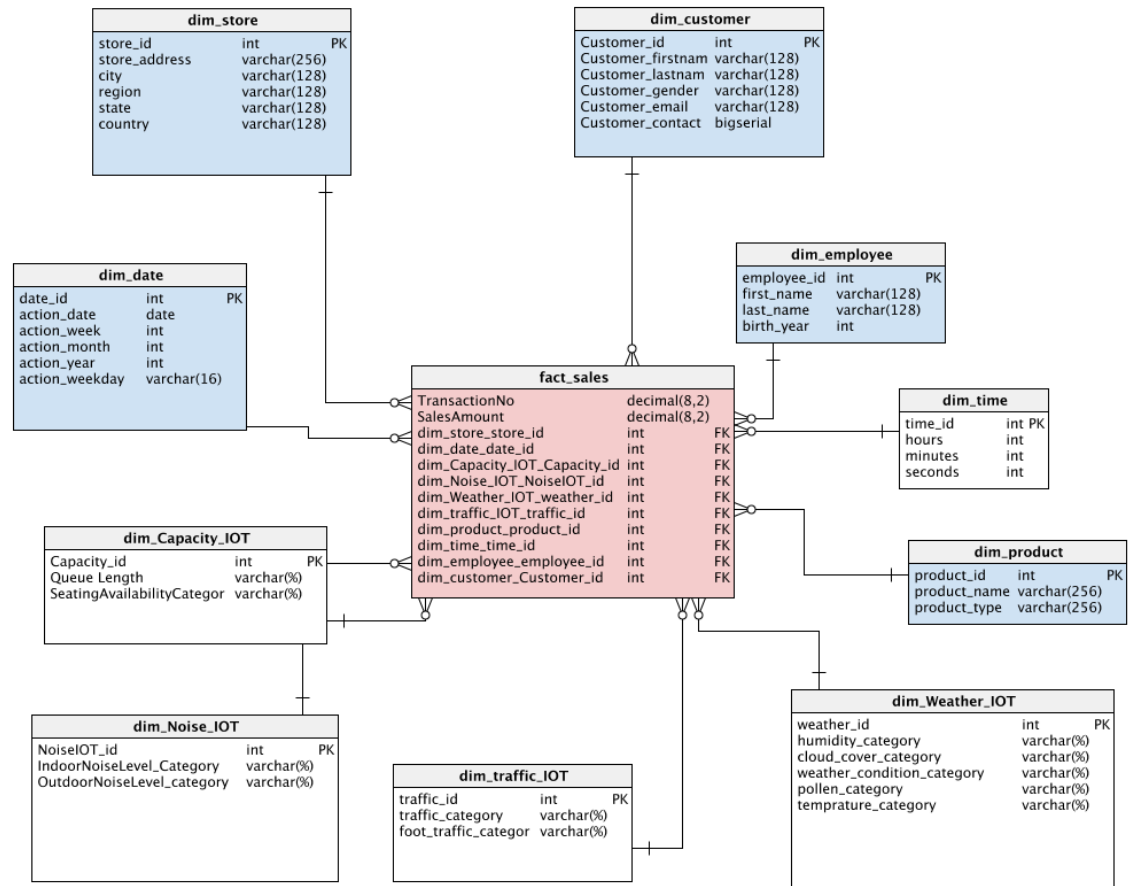 dim_store
store_id int PK
store_address varchar(256)
city varchar(128)
region varchar(128)
state varchar(128)
country varchar(128)
dim_customer
Customer_id int PK
Customer_firstnam varchar(128)
Customer_lastnam varchar(128)
Customer_gender varchar(128)
Customer_email varchar(128)
Customer_contact bigserial
dim_date
date_id int PK
action_date date
action_week int
action_month int
action_year int
action_weekday varchar(16)
dim_employee
employee_id int PK
first_name varchar(128)
last_name varchar(128)
birth_year int
fact_sales
TransactionNo decimal(8,2)
SalesAmount decimal(8,2)
dim_store_store_id int FK
dim_date_date_id int FK
dim_Capacity_IOT_Capacity_id int FK
dim_Noise_IOT_NoiseIOT_id int FK
dim_Weather_IOT_weather_id int FK
dim_traffic_IOT_traffic_id int FK
dim_product_product_id int FK
dim_time_time_id int FK
dim_employee_employee_id int FK
dim_customer_Customer_id int FK
dim_time
time_id int PK
hours int
minutes int
seconds int
dim_Capacity_IOT
Capacity_id int PK
Queue Length varchar(%)
SeatingAvailabilityCategor varchar(%)
dim_product
product_id int PK
product_name varchar(256)
product_type varchar(256)
dim_Noise_IOT
NoiseIOT_id int PK
IndoorNoiseLevel_Category varchar(%)
OutdoorNoiseLevel_category varchar(%)
dim_traffic_IOT
traffic_id int PK
traffic_category varchar(%)
foot_traffic_categor varchar(%)
dim_Weather_IOT
weather_id int PK
humidity_category varchar(%)
cloud_cover_category varchar(%)
weather_condition_category varchar(%)
pollen_category varchar(%)
temprature_category varchar(%)